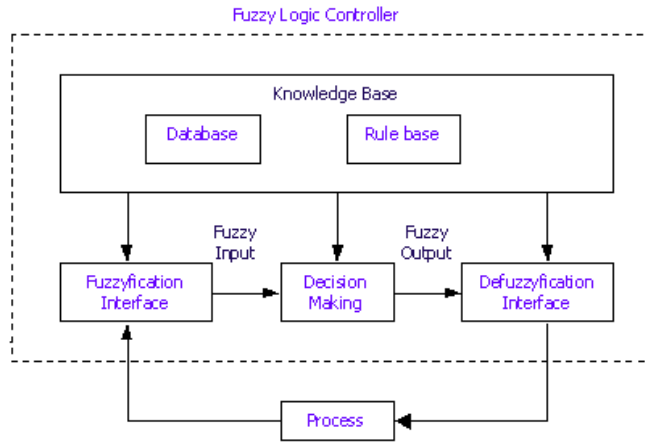 Fuzzy Logic Controller
Knowledge Base
Database
Rule base
Fuzzy
Input
Fuzzy
Output
Fuzzyfication
Interface
Decision
Making
Defuzzyfication
Interface
Process